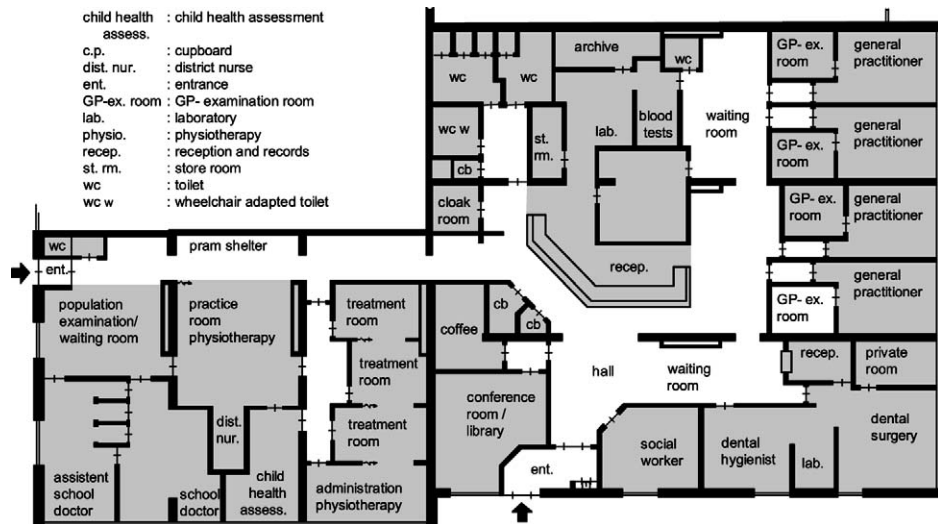 child health : child health assessment
assess.
c.p. : cupboard
dist. nur. : district nurse
ent. : entrance
GP-ex. room : GP- examination room
lab. : laboratory
physio. : physiotherapy
recep. : reception and records
st. rm. : store room
wc : toilet
wc w : wheelchair adapted toilet
wc
wc
archive
wc
GP- ex.
room
general
practitioner
wc w
cb
st.
rm.
lab.
blood
tests
waiting
room
GP- ex.
room
general
practitioner
cloak
room
GP- ex.
room
general
practitioner
recep.
GP- ex.
room
general
practitioner
wc
pram shelter
ent.
population
examination/
waiting room
practice
room
physiotherapy
treatment
room
treatment
room
treatment
room
coffee
cb
cb
hall
waiting
room
recep.
private
room
conference
room /
library
dist.
nur.
assistent
school
doctor
school
doctor
child
health
assess.
administration
physiotherapy
ent.
social
worker
dental
hygienist
lab.
dental
surgery